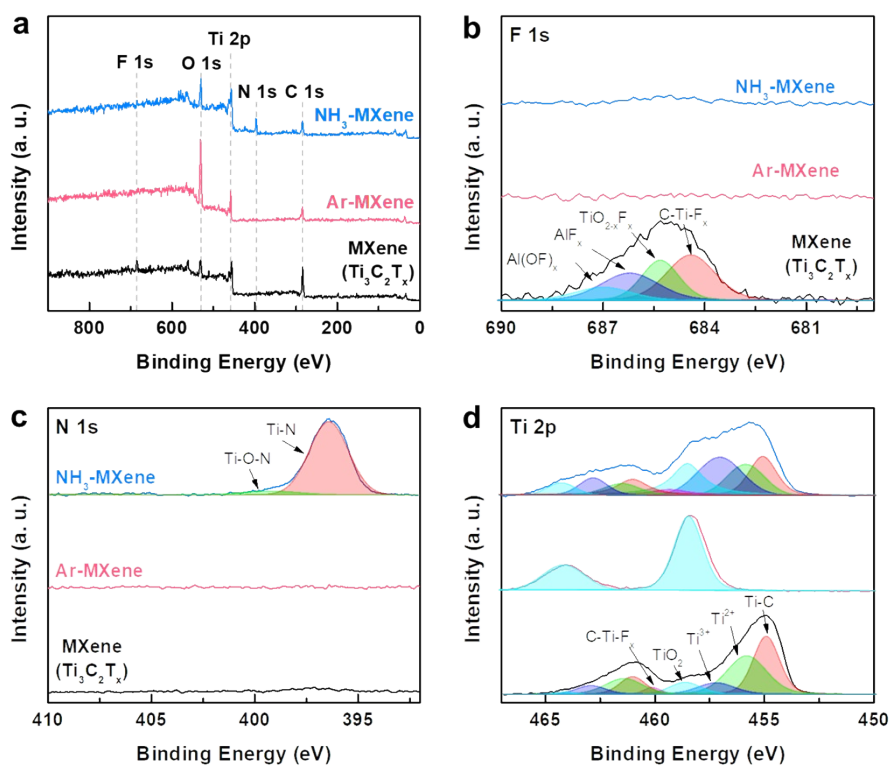 a
F 1s
O 1s
Ti 2p
N 1s
C 1s
NH₃-MXene
Ar-MXene
MXene
(Ti₃C₂Tₓ)
Intensity (a. u.)
800
600
400
200
0
Binding Energy (eV)
b
F 1s
NH₃-MXene
Ar-MXene
C-Ti-Fₓ
TiO₂₋ₓFₓ
AlFₓ
Al(OF)ₓ
MXene
(Ti₃C₂Tₓ)
Intensity (a. u.)
690
687
684
681
Binding Energy (eV)
c
N 1s
Ti-N
Ti-O-N
NH₃-MXene
Ar-MXene
MXene
(Ti₃C₂Tₓ)
Intensity (a. u.)
410
405
400
395
Binding Energy (eV)
d
Ti 2p
Ti-C
Ti²⁺
Ti³⁺
TiO₂
C-Ti-Fₓ
Intensity (a. u.)
465
460
455
450
Binding Energy (eV)